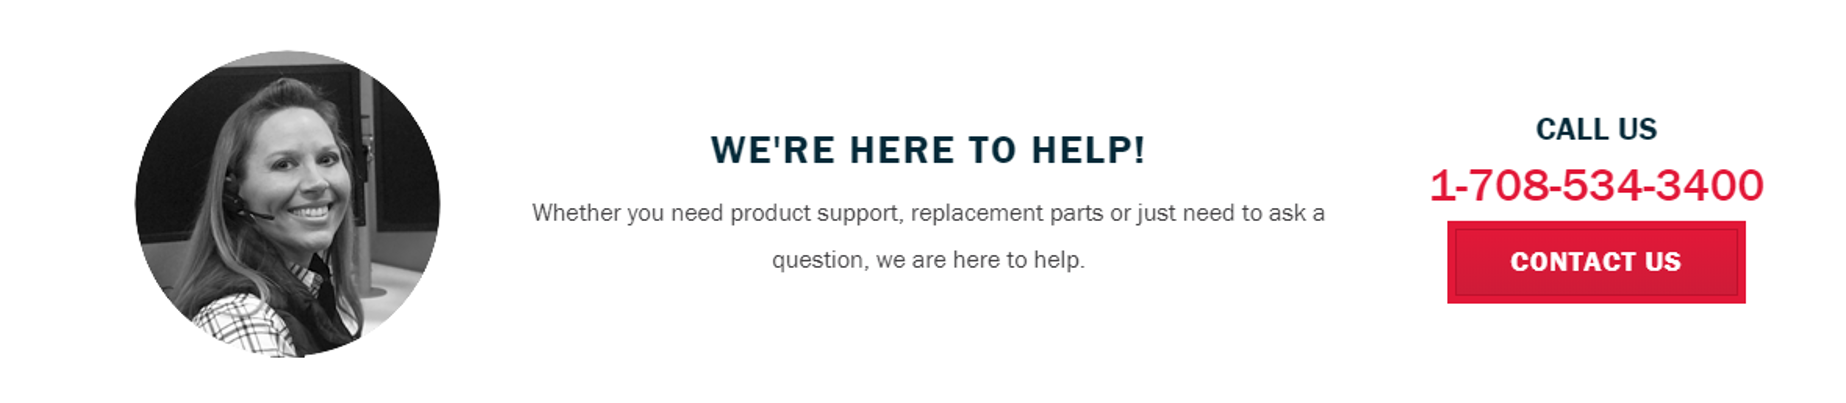 WE'RE HERE TO HELP!
Whether you need product support, replacement parts or just need to ask a
question, we are here to help.
CALL US
1-708-534-3400
CONTACT US